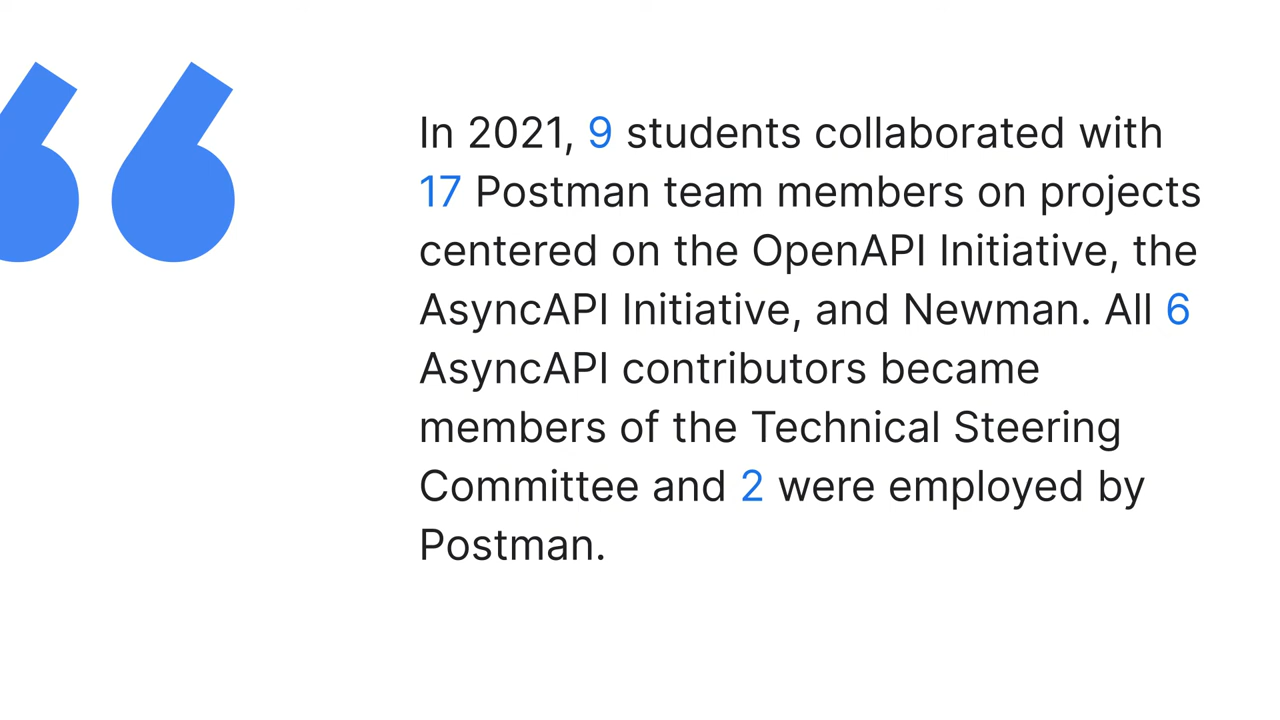 In 2021, 9 students collaborated with
17 Postman team members on projects
centered on the OpenAPI Initiative, the
AsyncAPI Initiative, and Newman. All 6
AsyncAPI contributors became
members of the Technical Steering
Committee and 2 were employed by
Postman.